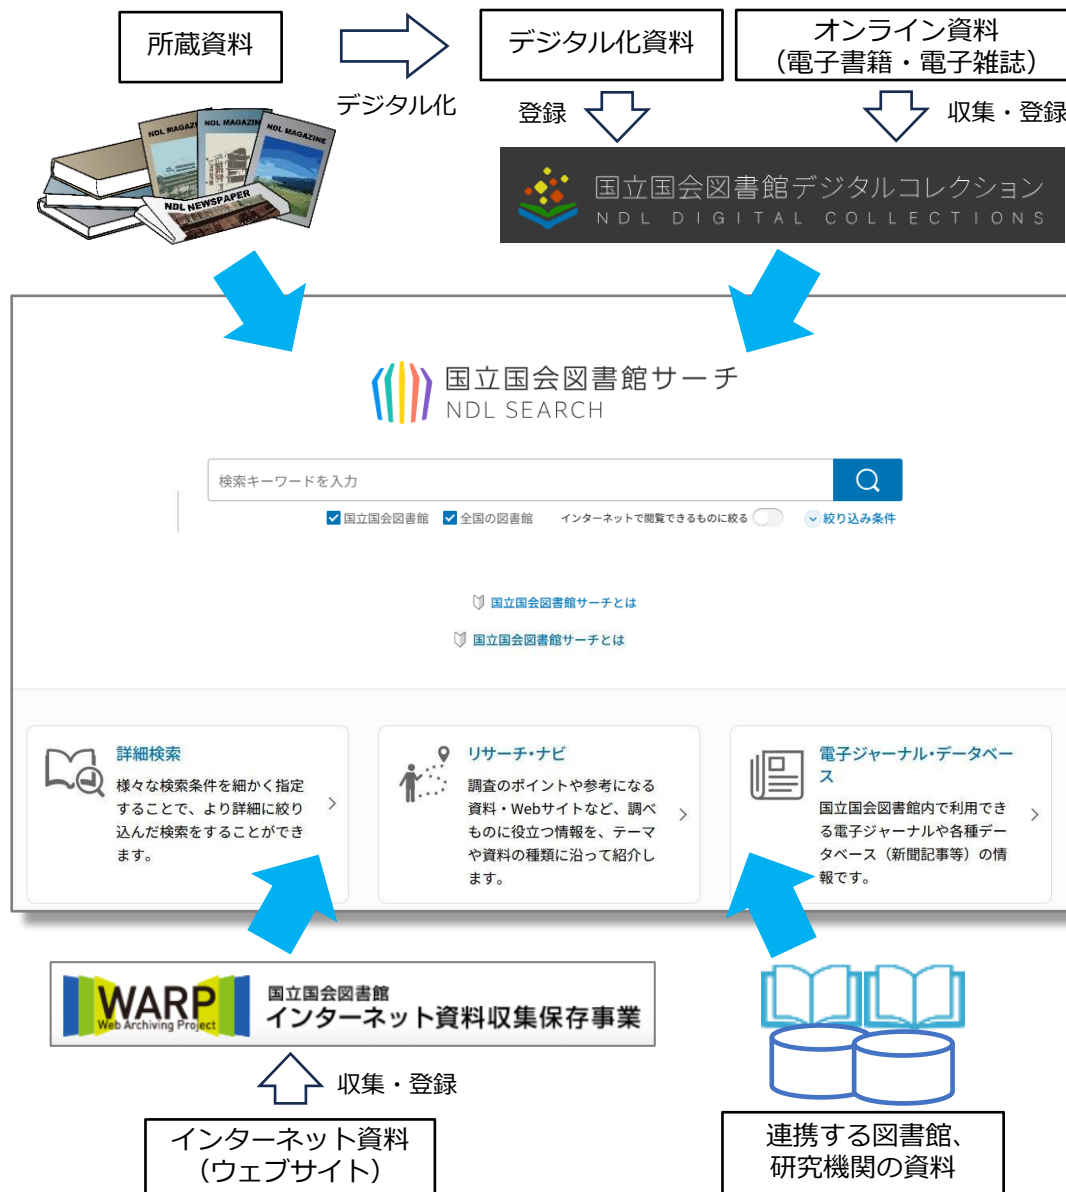 所蔵資料
デジタル化
デジタル化資料
オンライン資料
（電子書籍・電子雑誌）
登録
収集・登録
NDL MAGAZI
NDL MAGAZIN
NDL MAGAZINE
NDL NEWSPAPER
国立国会図書館デジタルコレクション
NDL DIGITAL COLLECTIONS
国立国会図書館サーチ
NDL SEARCH
検索キーワードを入力
国立国会図書館 全国の図書館 インターネットで閲覧できるものに絞る 絞り込み条件
国立国会図書館サーチとは
国立国会図書館サーチとは
詳細検索
様々な検索条件を細かく指定
することで、より詳細に絞り
込んだ検索をすることができ
ます。
リサーチ・ナビ
調査のポイントや参考になる
資料・Webサイトなど、調べ
ものに役立つ情報を、テーマ
や資料の種類に沿って紹介し
ます。
電子ジャーナル・データベー
ス
国立国会図書館内で利用でき
る電子ジャーナルや各種デー
タベース（新聞記事等）の情
報です。
WARP
Web Archiving Project
国立国会図書館
インターネット資料収集保存事業
収集・登録
インターネット資料
（ウェブサイト）
連携する図書館、
研究機関の資料